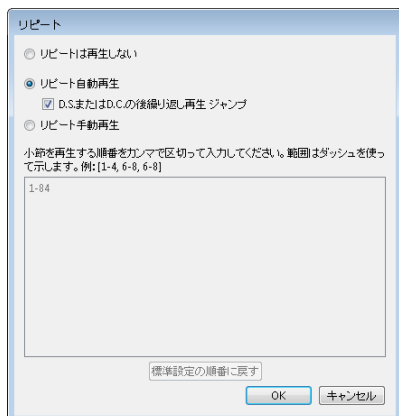 リピート
リピートは再生しない
リピート自動再生
D.S.またはD.C.の後繰り返し再生 ジャンプ
リピート手動再生
小節を再生する順番をカンマで区切って入力してください。範囲はダッシュを使っ
て示します。例: [1-4, 6-8, 6-8]
1-84
標準設定の順番に戻す
OK
キャンセル